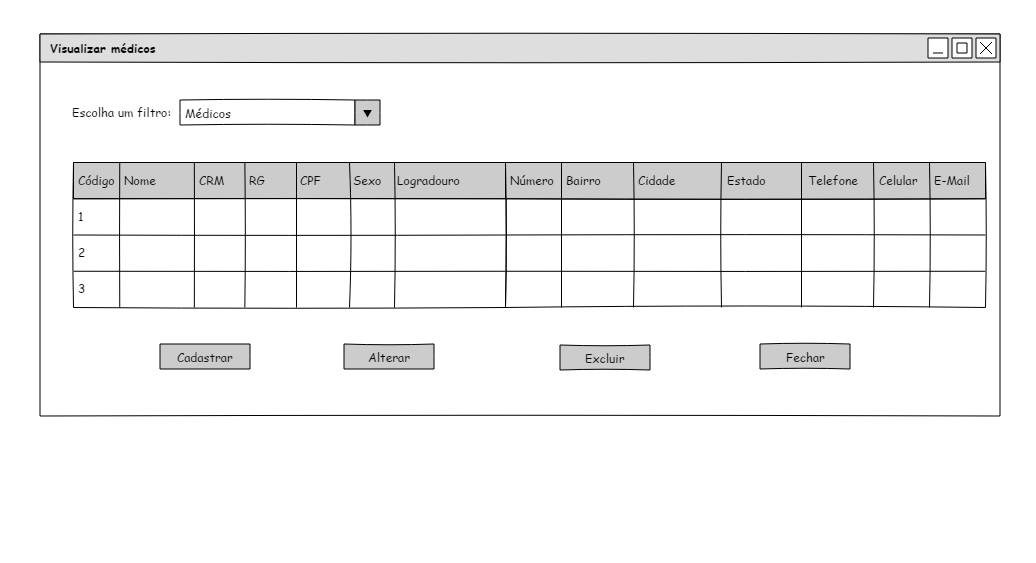 Visualizar médicos
Escolha um filtro: Médicos
Código Nome CRM RG CPF Sexo Logradouro Número Bairro Cidade Estado Telefone Celular E-Mail
1
2
3
Cadastrar Alterar Excluir Fechar